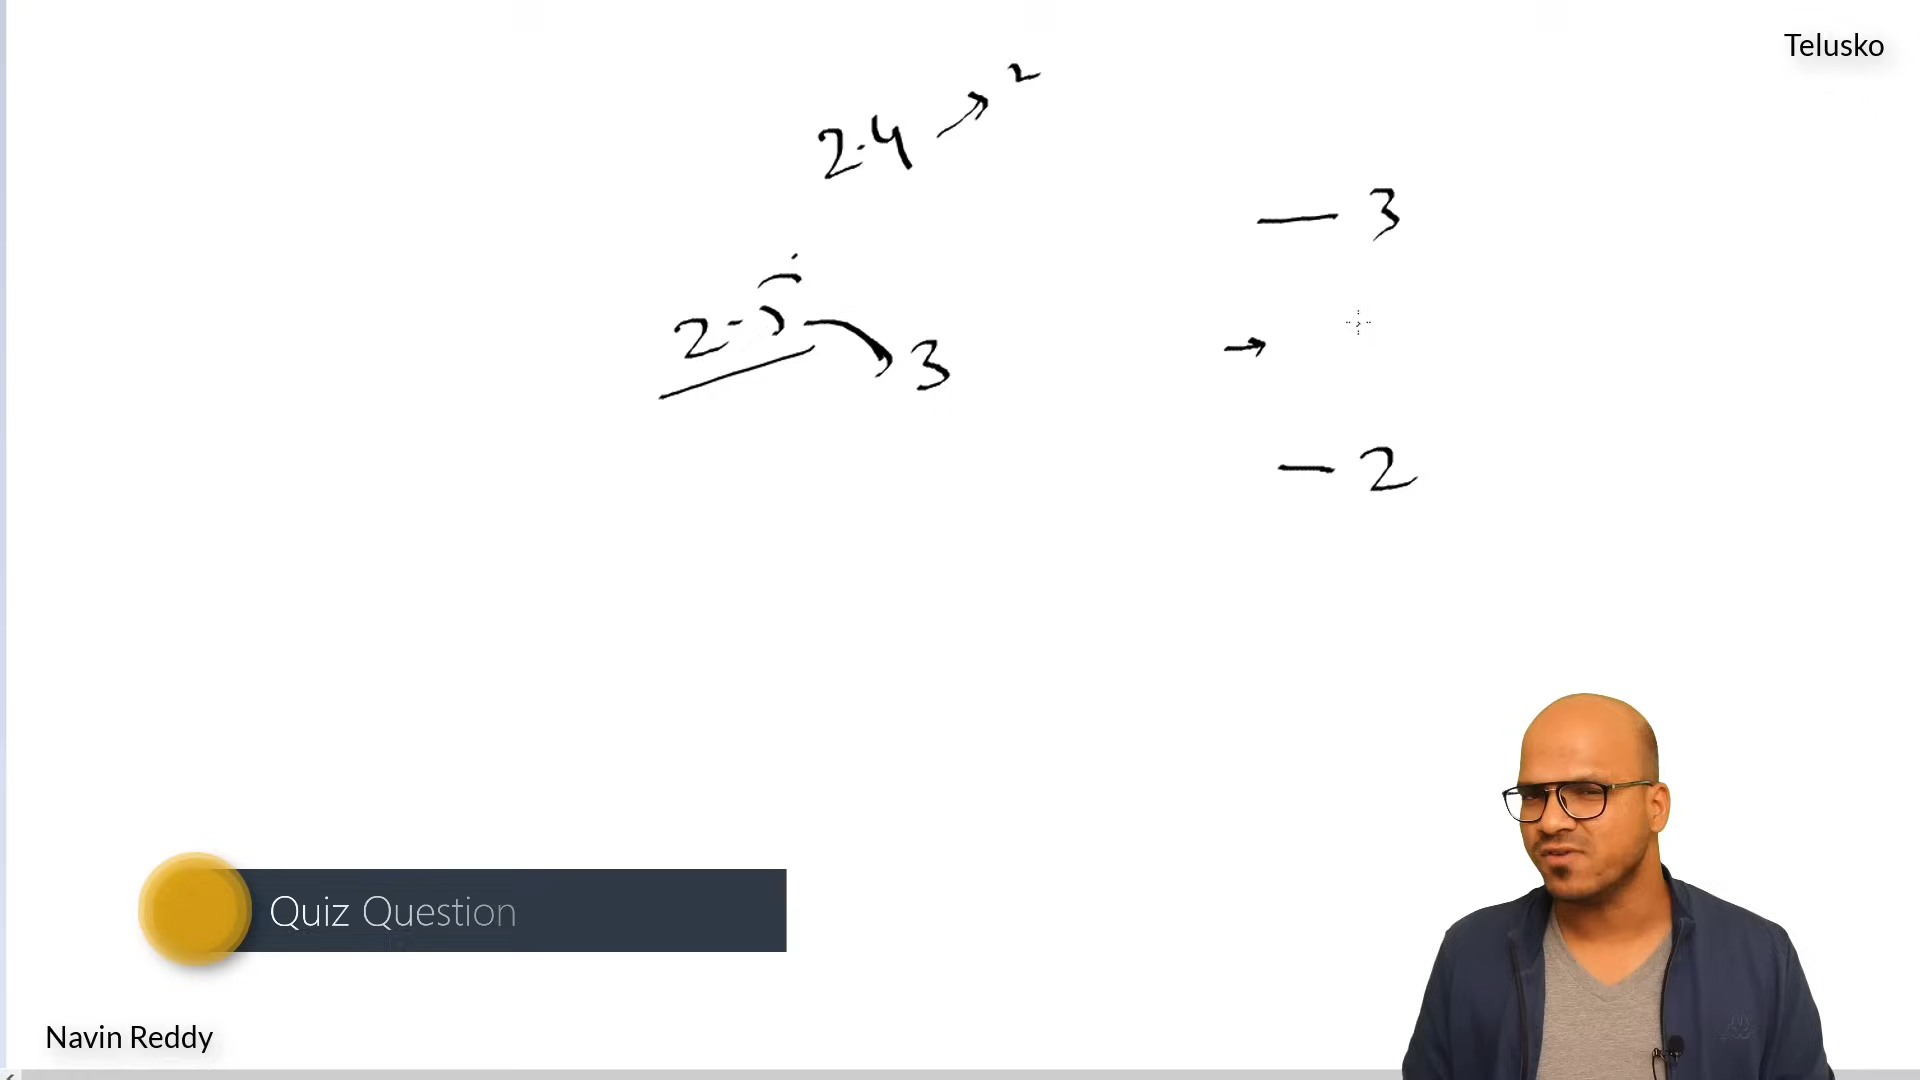 Telusko
2
2.4 →
— 3
2.5
3
→
— 2
Quiz Question
Navin Reddy